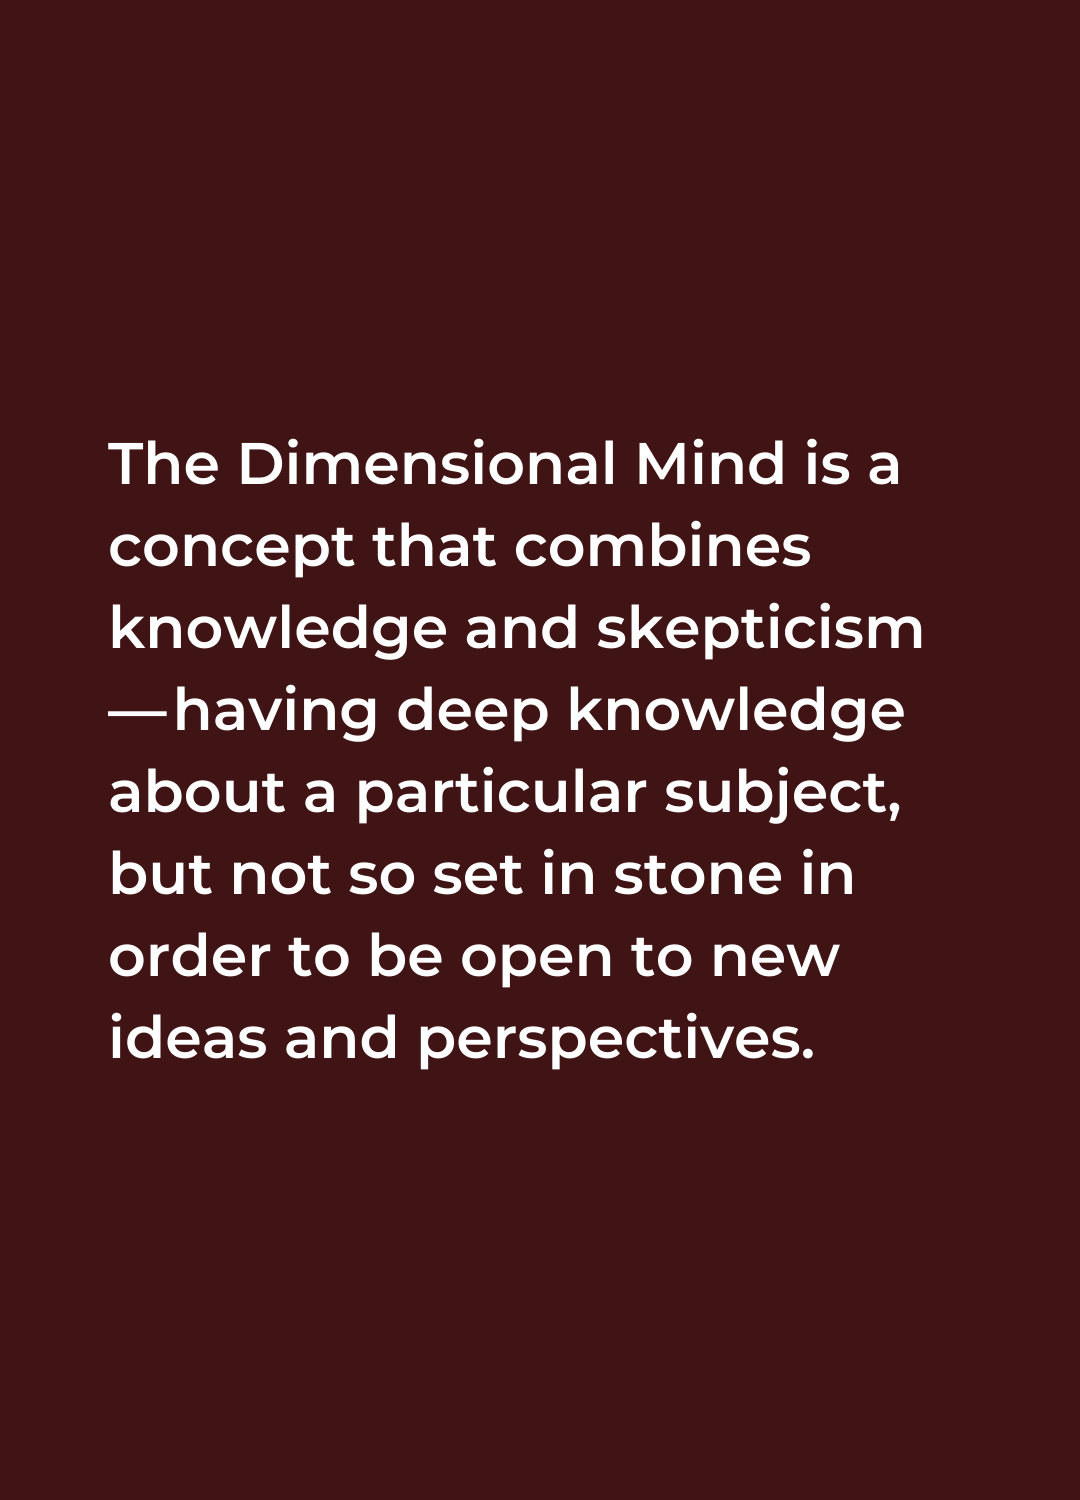 The Dimensional Mind is a
concept that combines
knowledge and skepticism
—having deep knowledge
about a particular subject,
but not so set in stone in
order to be open to new
ideas and perspectives.